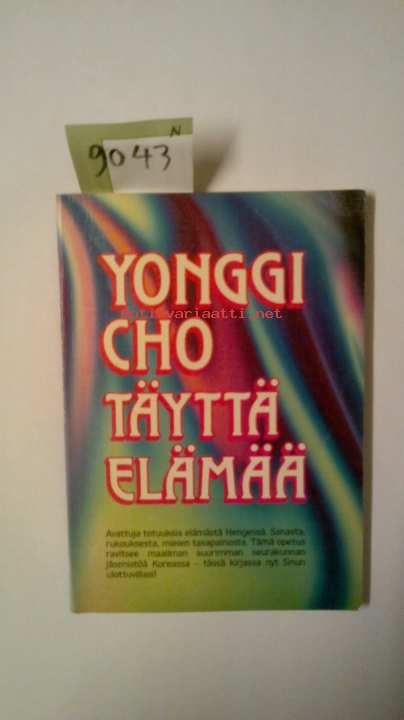 N
9043
YONGGI
CHO
TÄYTTÄ
ELÄMÄÄ
antikvariaatti.net
Avattuja totuuksia elämästä Hengessä. Sanasta,
rukouksesta, mielen tasapainosta. Tämä opetus
ravitsee maailman suurimman seurakunnan
jäsenistöä Koreassa – tässä kirjassa nyt Sinun
ulottuvillasi!